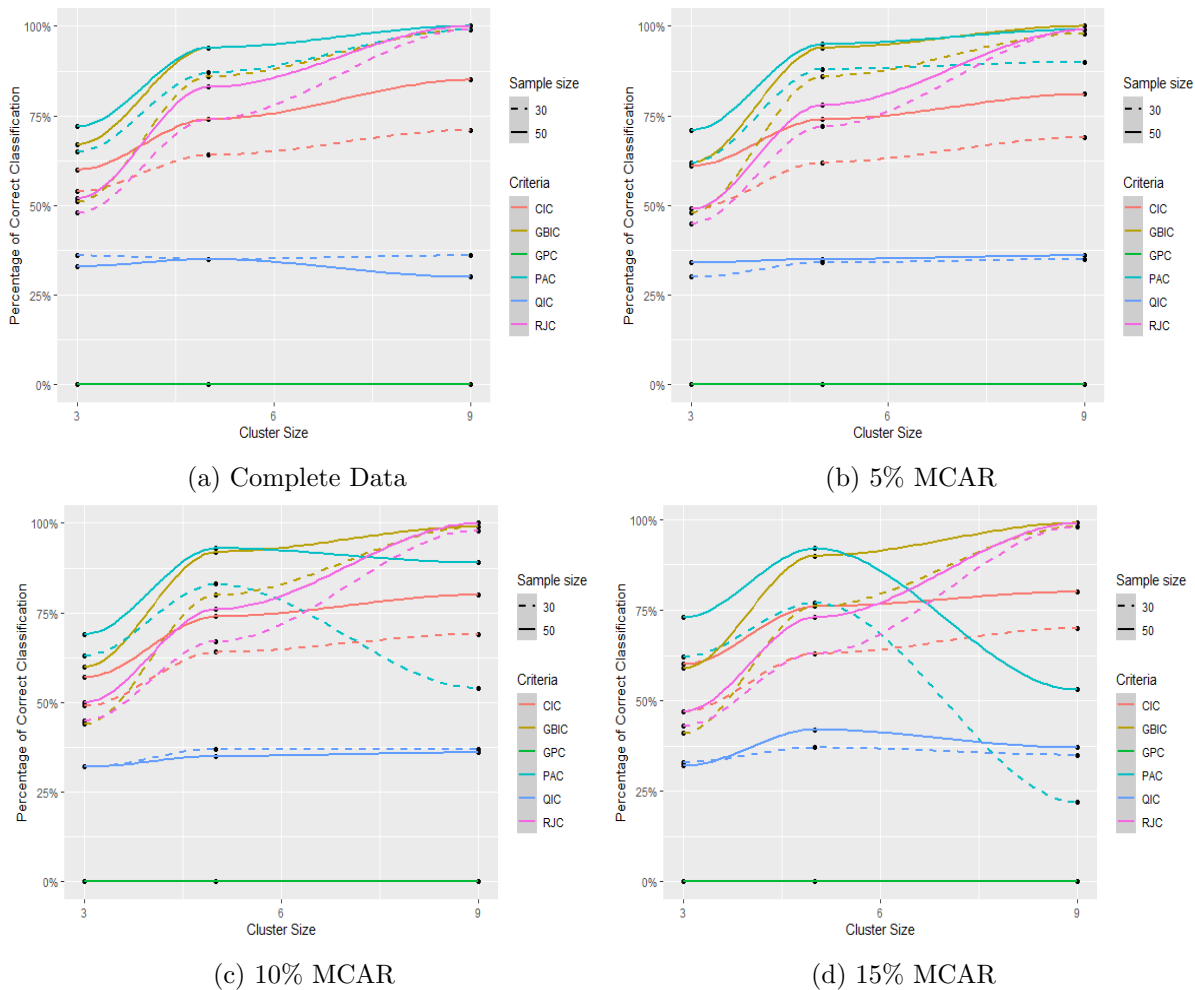 100%
75%
50%
25%
0%
Percentage of Correct Classification
3
6
9
Cluster Size
Sample size
30
50
Criteria
CIC
GBIC
GPC
PAC
QIC
RJC
(a) Complete Data
100%
75%
50%
25%
0%
Percentage of Correct Classification
3
6
9
Cluster Size
Sample size
30
50
Criteria
CIC
GBIC
GPC
PAC
QIC
RJC
(b) 5% MCAR
100%
75%
50%
25%
0%
Percentage of Correct Classification
3
6
9
Cluster Size
Sample size
30
50
Criteria
CIC
GBIC
GPC
PAC
QIC
RJC
(c) 10% MCAR
100%
75%
50%
25%
0%
Percentage of Correct Classification
3
6
9
Cluster Size
Sample size
30
50
Criteria
CIC
GBIC
GPC
PAC
QIC
RJC
(d) 15% MCAR